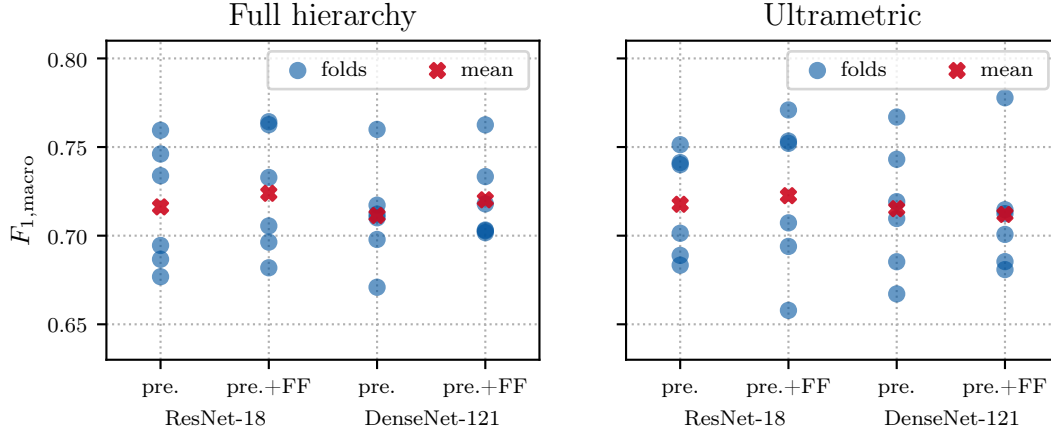 Full hierarchy
Ultrametric
F1,macro
0.80
0.75
0.70
0.65
folds mean
folds mean
pre. pre.+FF pre. pre.+FF
ResNet-18 DenseNet-121
pre. pre.+FF pre. pre.+FF
ResNet-18 DenseNet-121